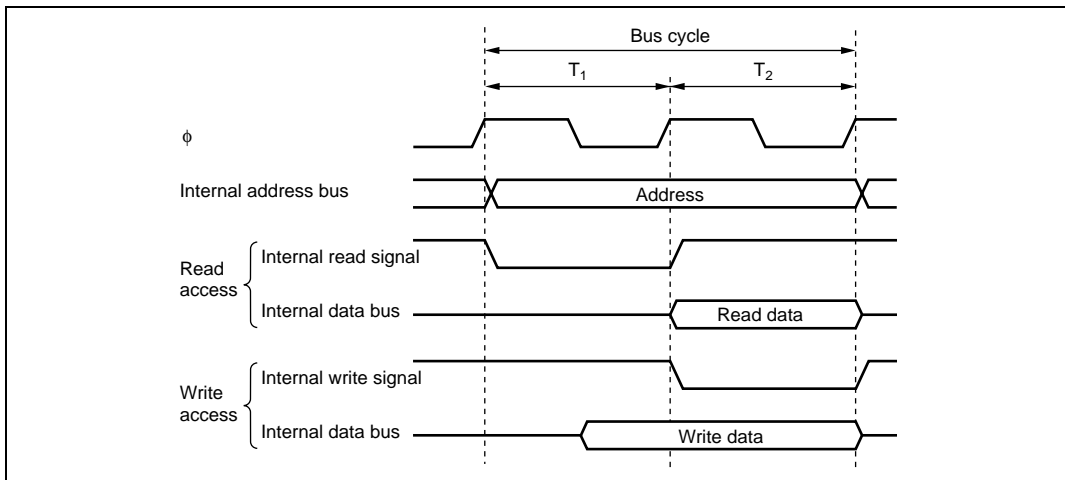 Bus cycle
T₁
T₂
ϕ
Internal address bus
Address
Read
access
Internal read signal
Internal data bus
Read data
Write
access
Internal write signal
Internal data bus
Write data